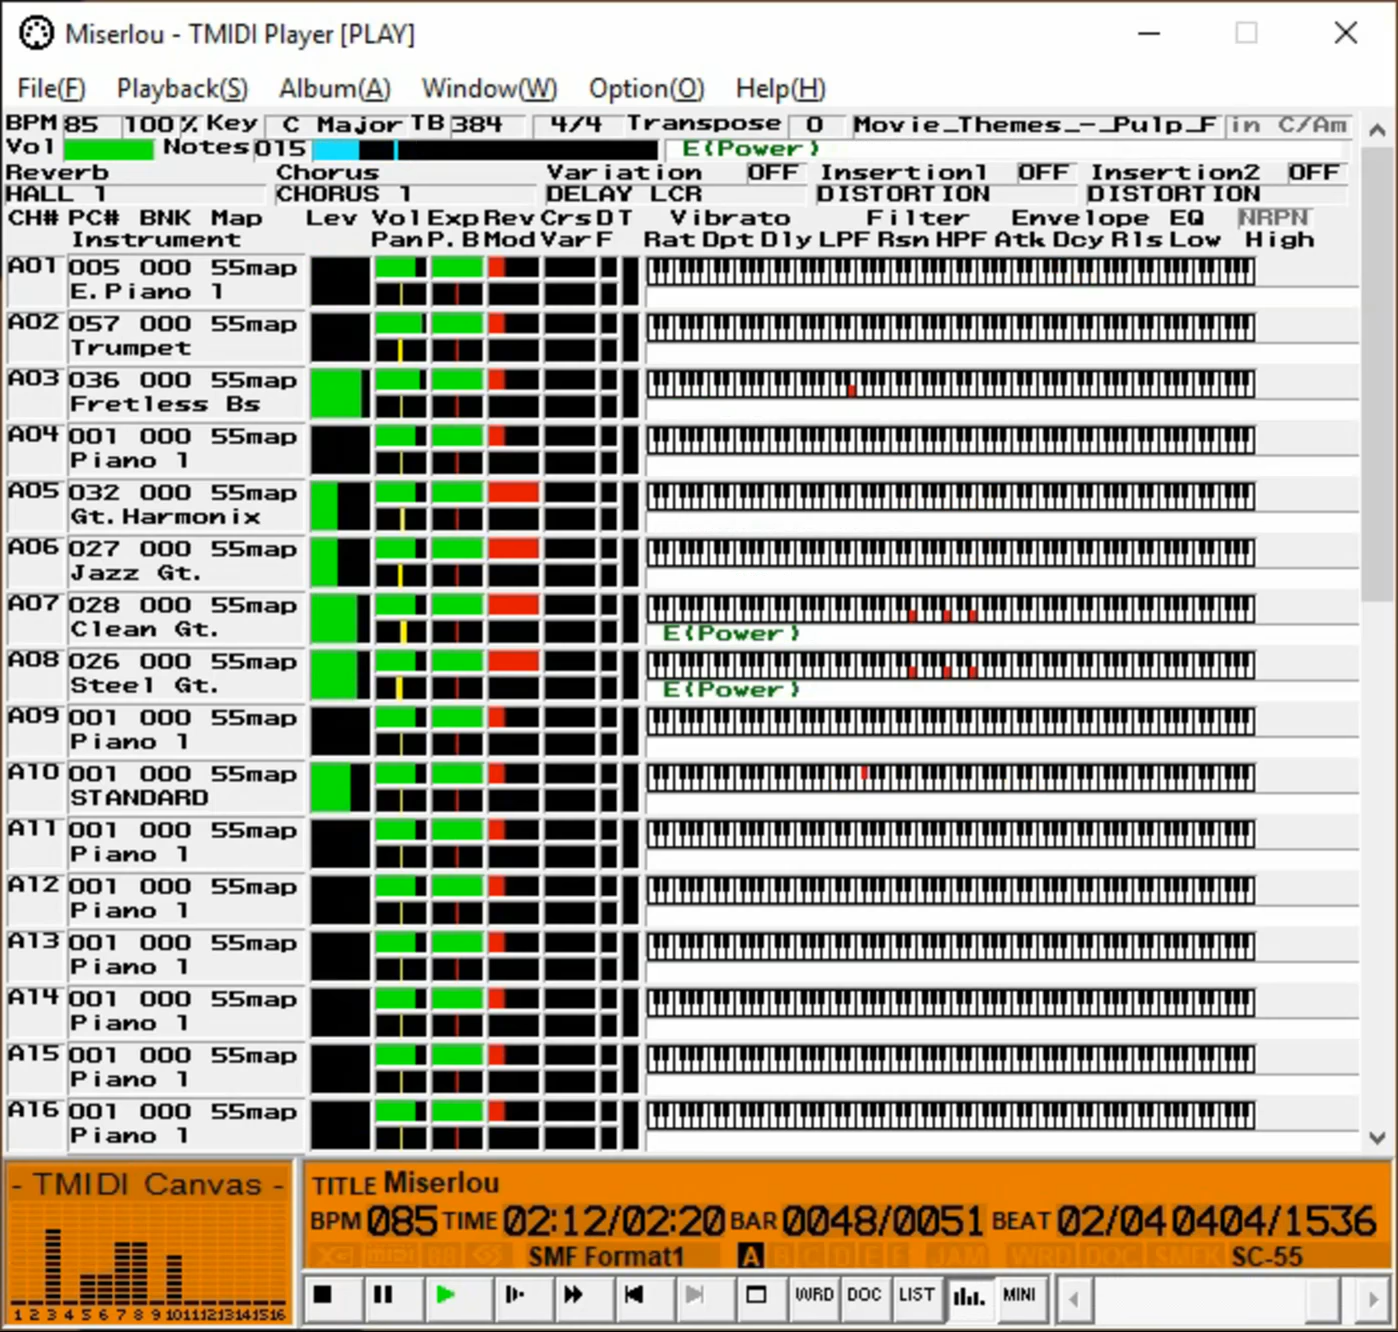 Miserlou - TMIDI Player [PLAY]
File(F) Playback(S) Album(A) Window(W) Option(O) Help(H)
BPM 85 100 % Key C Major TB 384 4/4 Transpose 0 Movie_Themes_-_Pulp_F in C/Am
Vol Notes 015 E(Power)
Reverb Chorus Variation OFF Insertion1 OFF Insertion2 OFF
HALL 1 CHORUS 1 DELAY LCR DISTORTION DISTORTION
CH# PC# BNK Map Lev Vol Exp Rev Crs D T Vibrato Filter Envelope EQ NRPN
Instrument Pan P.B Mod Var F Rat Dpt Dly LPF Rsn HPF Atk Dcy Rls Low High
A01 005 000 55map
E.Piano 1
A02 057 000 55map
Trumpet
A03 036 000 55map
Fretless Bs
A04 001 000 55map
Piano 1
A05 032 000 55map
Gt.Harmonix
A06 027 000 55map
Jazz Gt.
A07 028 000 55map
Clean Gt. E(Power)
A08 026 000 55map
Steel Gt. E(Power)
A09 001 000 55map
Piano 1
A10 001 000 55map
STANDARD
A11 001 000 55map
Piano 1
A12 001 000 55map
Piano 1
A13 001 000 55map
Piano 1
A14 001 000 55map
Piano 1
A15 001 000 55map
Piano 1
A16 001 000 55map
Piano 1
- TMIDI Canvas -
1 2 3 4 5 6 7 8 9 10 11 12 13 14 15 16
TITLE Miserlou
BPM 085 TIME 02:12/02:20 BAR 0048/0051 BEAT 02/04 0404/1536
SMF Format1 A B C D E F JAM WRD DOC SC-55
WRD DOC LIST MINI